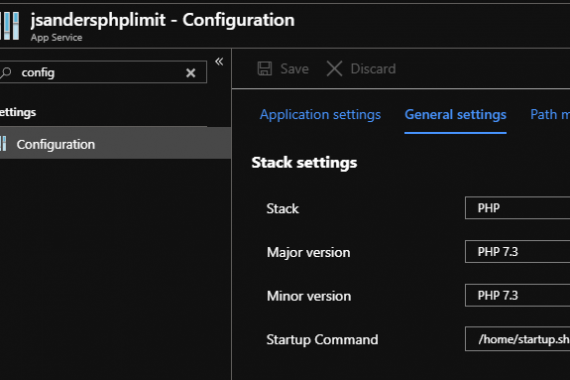 jsandersphplimit - Configuration
App Service
config
Save
Discard
ettings
Configuration
Application settings
General settings
Path m
Stack settings
Stack
PHP
Major version
PHP 7.3
Minor version
PHP 7.3
Startup Command
/home/startup.sh